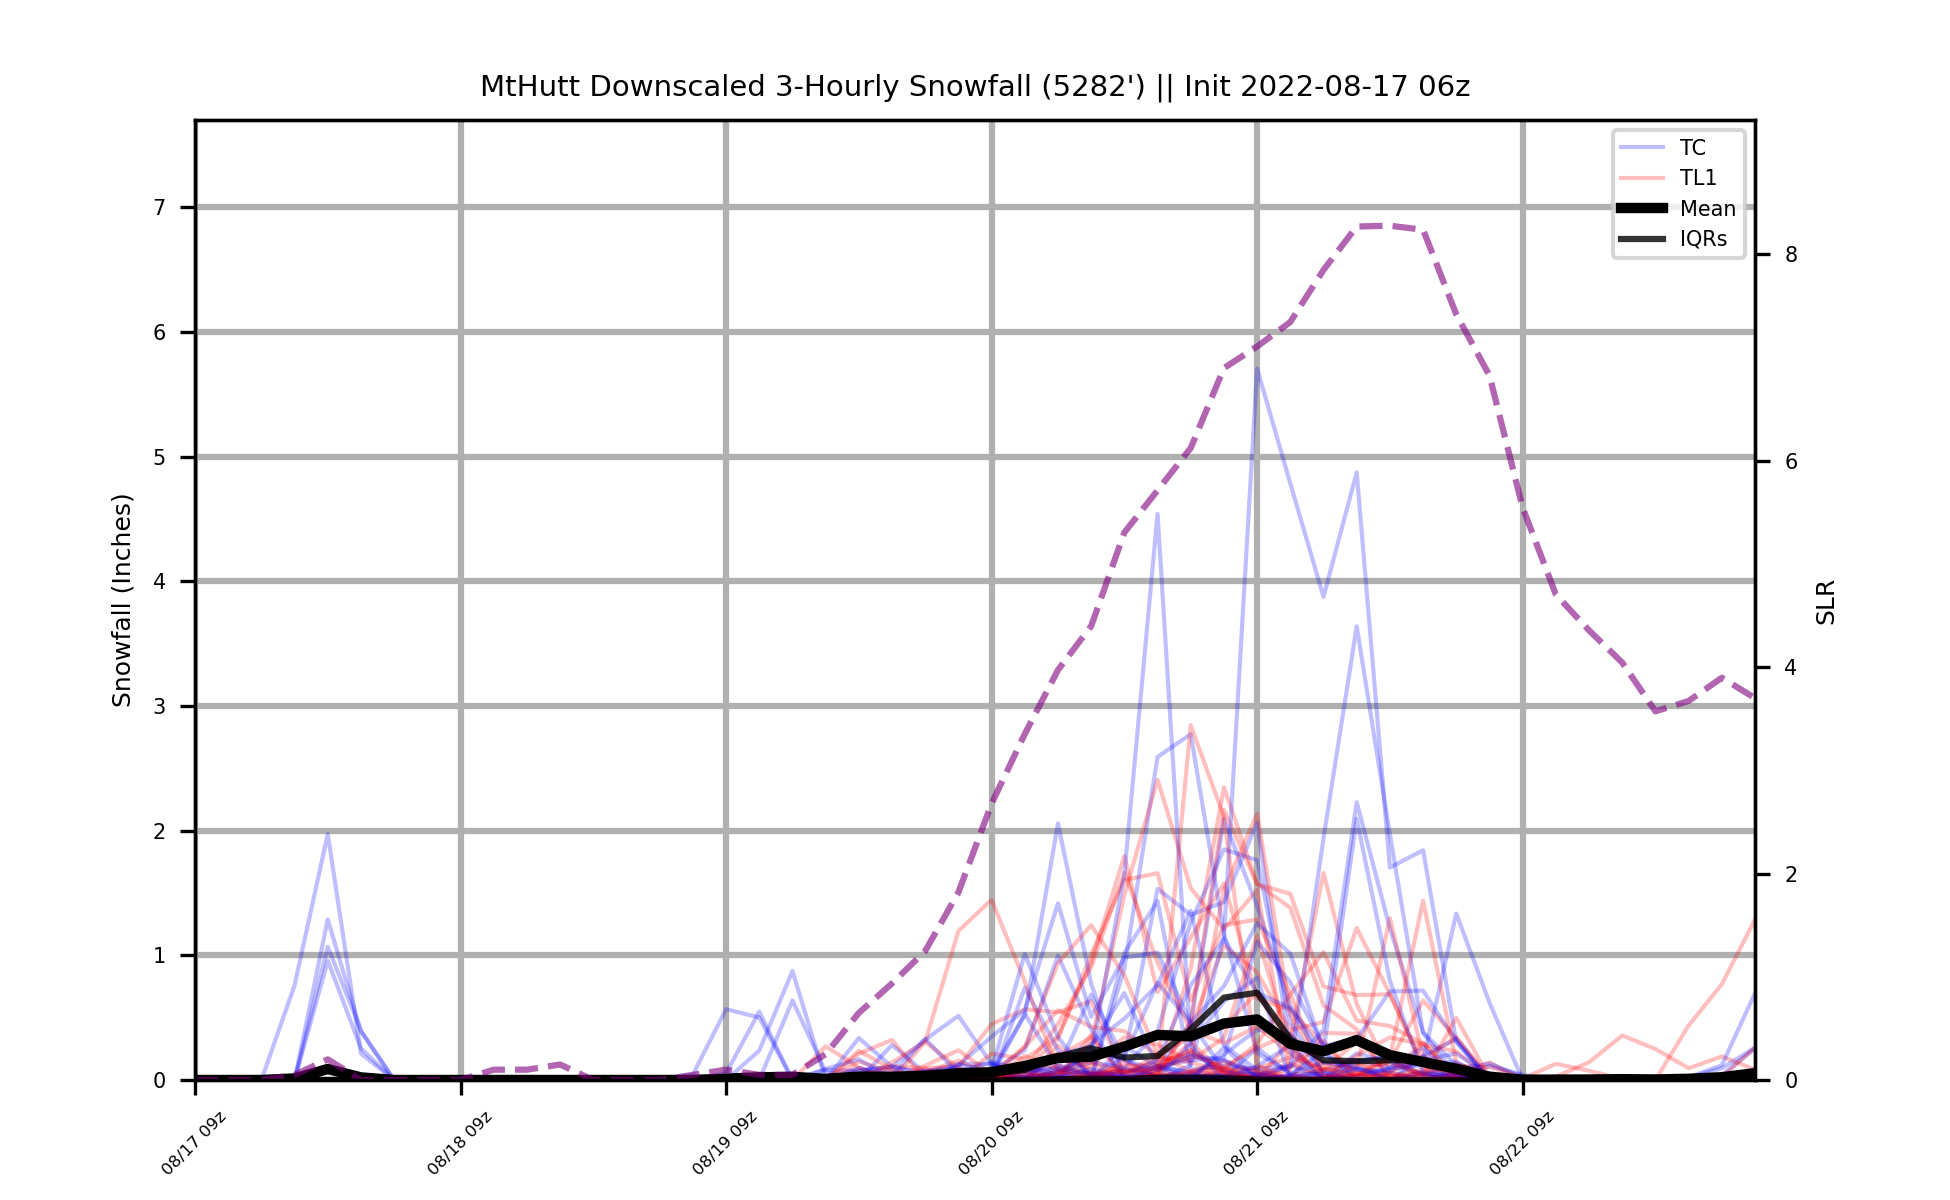 MtHutt Downscaled 3-Hourly Snowfall (5282') || Init 2022-08-17 06z
TC
TL1
Mean
IQRs
Snowfall (Inches)
7
6
5
4
3
2
1
0
SLR
8
6
4
2
0
08/17 09z
08/18 09z
08/19 09z
08/20 09z
08/21 09z
08/22 09z